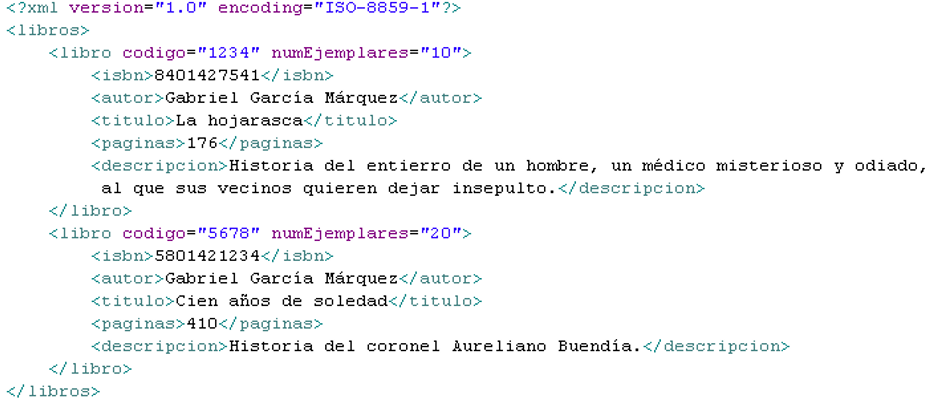 <?xml version="1.0" encoding="ISO-8859-1"?>
<libros>
<libro codigo="1234" numEjemplares="10">
<isbn>8401427541</isbn>
<autor>Gabriel García Márquez</autor>
<titulo>La hojarasca</titulo>
<paginas>176</paginas>
<descripcion>Historia del entierro de un hombre, un médico misterioso y odiado,
al que sus vecinos quieren dejar insepulto.</descripcion>
</libro>
<libro codigo="5678" numEjemplares="20">
<isbn>5801421234</isbn>
<autor>Gabriel García Márquez</autor>
<titulo>Cien años de soledad</titulo>
<paginas>410</paginas>
<descripcion>Historia del coronel Aureliano Buendía.</descripcion>
</libro>
</libros>